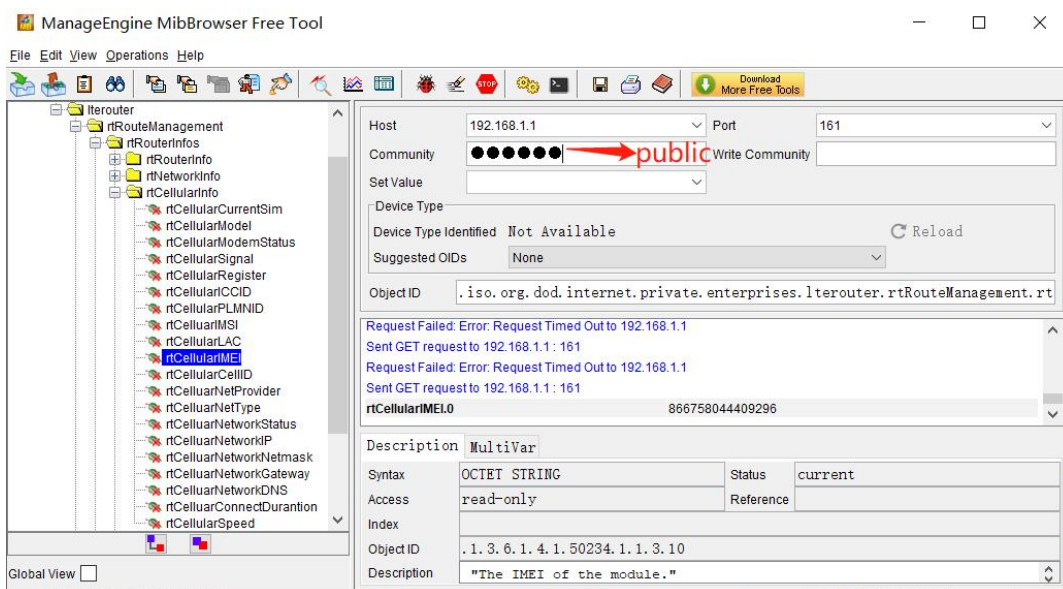 ManageEngine MibBrowser Free Tool
File Edit View Operations Help
STOP
Download
More Free Tools
lterouter
rtRouteManagement
rtRouterInfos
rtRouterInfo
rtNetworkInfo
rtCellularInfo
rtCellularCurrentSim
rtCellularModel
rtCellularModemStatus
rtCellularSignal
rtCellularRegister
rtCellularICCID
rtCellularPLMNID
rtCelluarIMSI
rtCellularLAC
rtCellularIMEI
rtCellularCellID
rtCelluarNetProvider
rtCelluarNetType
rtCelluarNetworkStatus
rtCelluarNetworkIP
rtCelluarNetworkNetmask
rtCelluarNetworkGateway
rtCelluarNetworkDNS
rtCelluarConnectDurantion
rtCellularSpeed
Global View
Host 192.168.1.1 Port 161
Community ●●●●●● public Write Community
Set Value
Device Type
Device Type Identified Not Available Reload
Suggested OIDs None
Object ID .iso.org.dod.internet.private.enterprises.lterouter.rtRouteManagement.rt
Request Failed: Error: Request Timed Out to 192.168.1.1
Sent GET request to 192.168.1.1 : 161
Request Failed: Error: Request Timed Out to 192.168.1.1
Sent GET request to 192.168.1.1 : 161
rtCellularIMEI.0 866758044409296
Description MultiVar
Syntax OCTET STRING Status current
Access read-only Reference
Index
Object ID .1.3.6.1.4.1.50234.1.1.3.10
Description "The IMEI of the module."